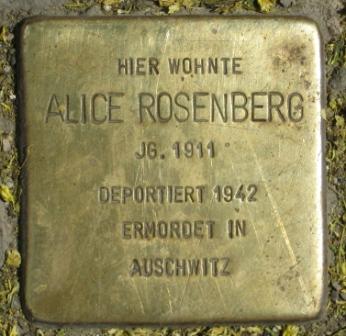 HIER WOHNTE
ALICE ROSENBERG
JG. 1911
DEPORTIERT 1942
ERMORDET IN
AUSCHWITZ